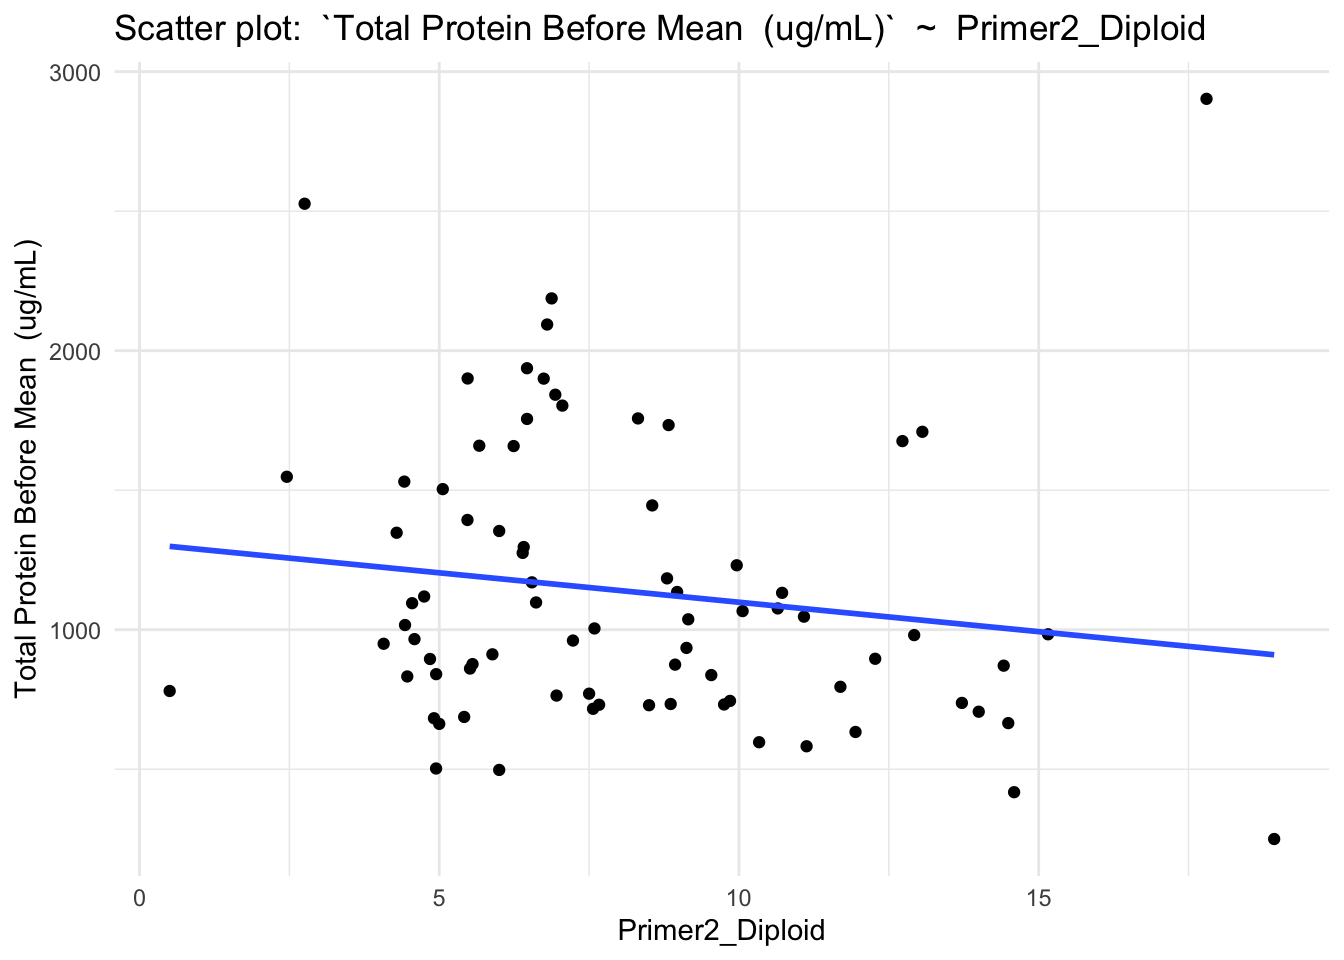 Scatter plot:  `Total Protein Before Mean  (ug/mL)`  ~  Primer2_Diploid
Total Protein Before Mean  (ug/mL)
3000
2000
1000
0 5 10 15
Primer2_Diploid